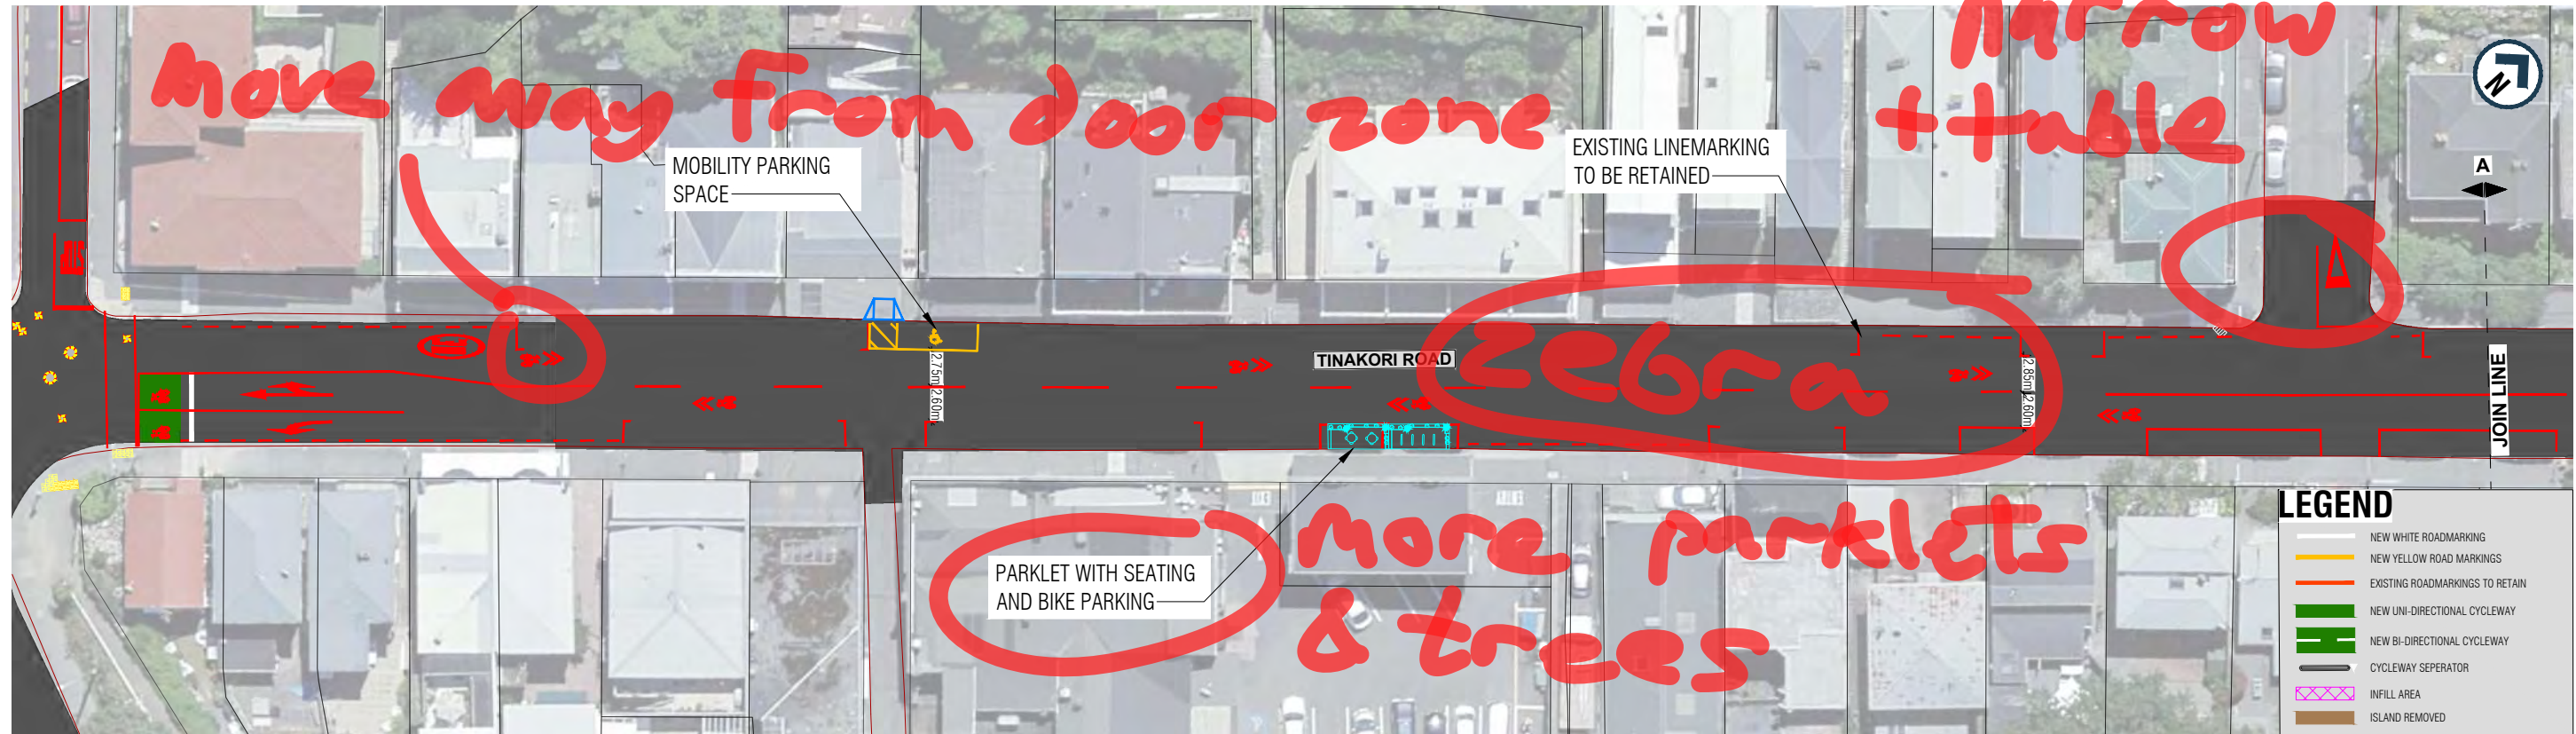 Narrow
+ table
Move away from door zone
N
MOBILITY PARKING
SPACE
EXISTING LINEMARKING
TO BE RETAINED
A
BUS
2.75m
2.60m
TINAKORI ROAD
zebra
2.85m
2.60m
JOIN LINE
PARKLET WITH SEATING
AND BIKE PARKING
more parklets
& trees
LEGEND
NEW WHITE ROADMARKING
NEW YELLOW ROAD MARKINGS
EXISTING ROADMARKINGS TO RETAIN
NEW UNI-DIRECTIONAL CYCLEWAY
NEW BI-DIRECTIONAL CYCLEWAY
CYCLEWAY SEPERATOR
INFILL AREA
ISLAND REMOVED